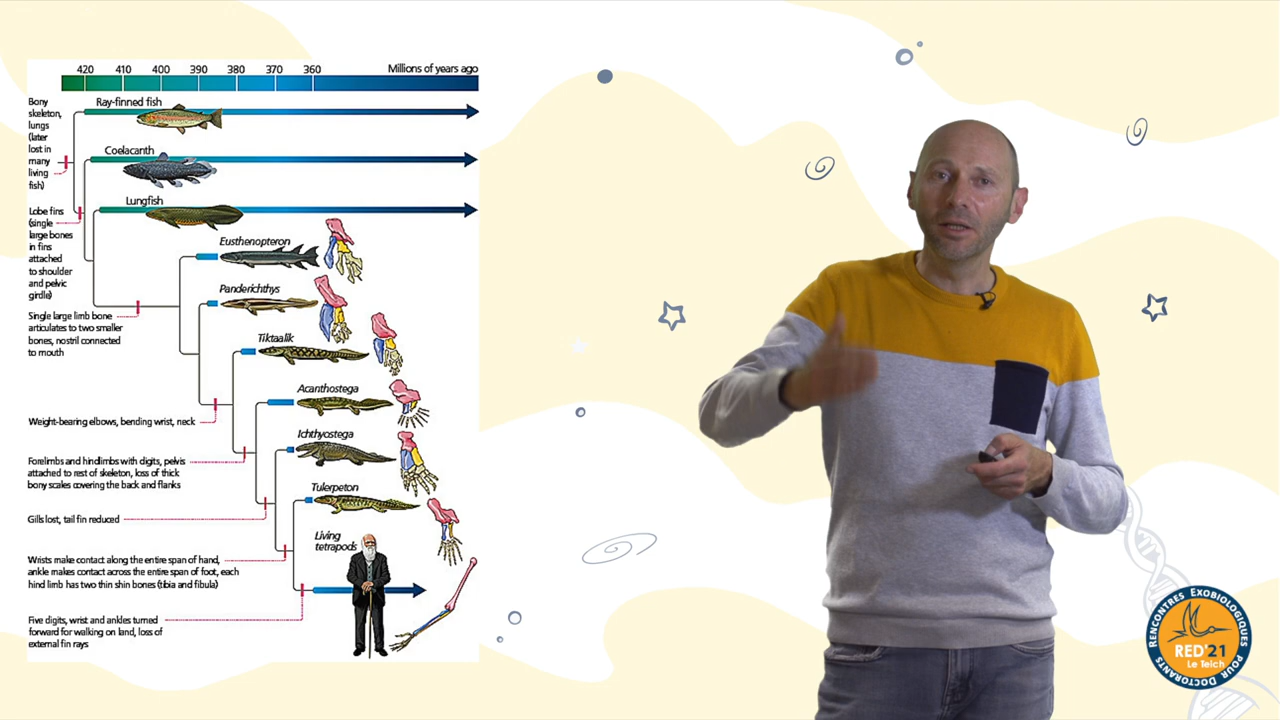 420 410 400 390 380 370 360 Millions of years ago
Bony
skeleton,
lungs
(later
lost in
many
living
fish)
Ray-finned fish
Coelacanth
Lungfish
Lobe fins
(single
large bones
in fins
attached
to shoulder
and pelvic
girdle)
Eusthenopteron
Panderichthys
Single large limb bone
articulates to two smaller
bones, nostril connected
to mouth
Tiktaalik
Acanthostega
Weight-bearing elbows, bending wrist, neck
Ichthyostega
Forelimbs and hindlimbs with digits, pelvis
attached to rest of skeleton, loss of thick
bony scales covering the back and flanks
Tulerpeton
Gills lost, tail fin reduced
Living
tetrapods
Wrists make contact along the entire span of hand,
ankle makes contact across the entire span of foot, each
hind limb has two thin shin bones (tibia and fibula)
Five digits, wrist and ankles turned
forward for walking on land, loss of
external fin rays
RENCONTRES EXOBIOLOGIQUES
POUR DOCTORANTS
RED'21
Le Teich